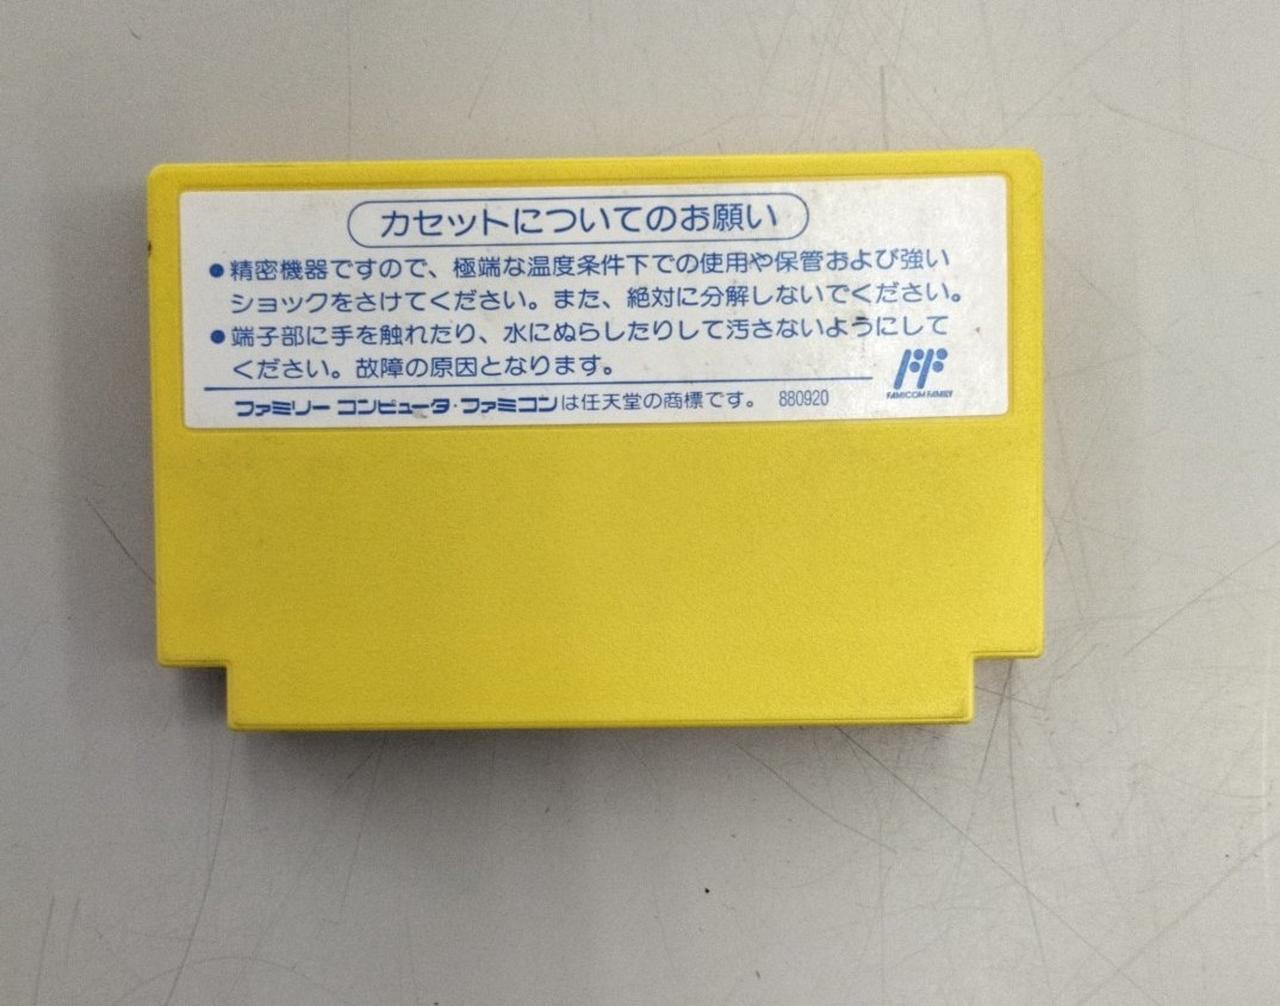 カセットについてのお願い
●精密機器ですので、極端な温度条件下での使用や保管および強い
ショックをさけてください。また、絶対に分解しないでください。
●端子部に手を触れたり、水にぬらしたりして汚さないようにして
ください。故障の原因となります。
ファミリーコンピュータ・ファミコンは任天堂の商標です。 880920
FF
FAMICOM FAMILY